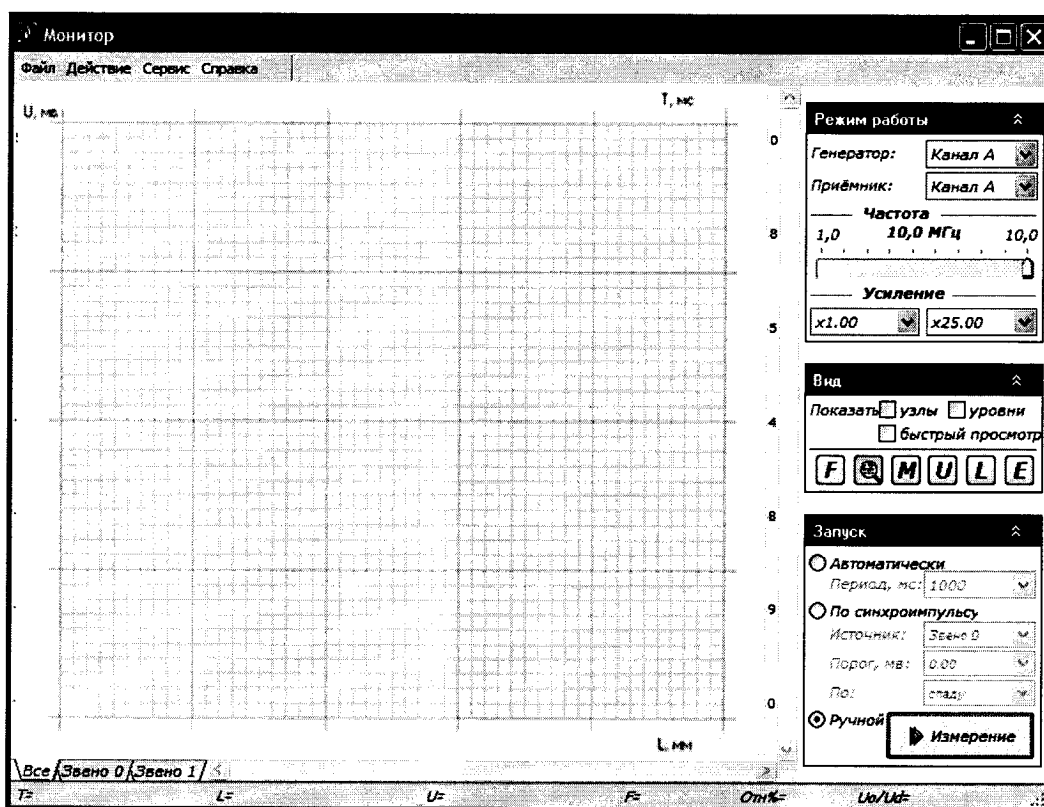 Монитор
Файл Действие Сервис Справка
U, мв
T, мс
0
8
5
4
8
9
0
L, мм
Все Звено 0 Звено 1
T= L= U= F= Отн%= Uo/Ud=
Режим работы
Генератор: Канал А
Приёмник: Канал А
Частота
1,0 10,0 МГц 10,0
Усиление
x1.00 x25.00
Вид
Показать узлы уровни
быстрый просмотр
F M U L E
Запуск
Автоматически
Период, мс: 1000
По синхроимпульсу
Источник: Звено 0
Порог, мв: 0.00
По: спаду
Ручной Измерение